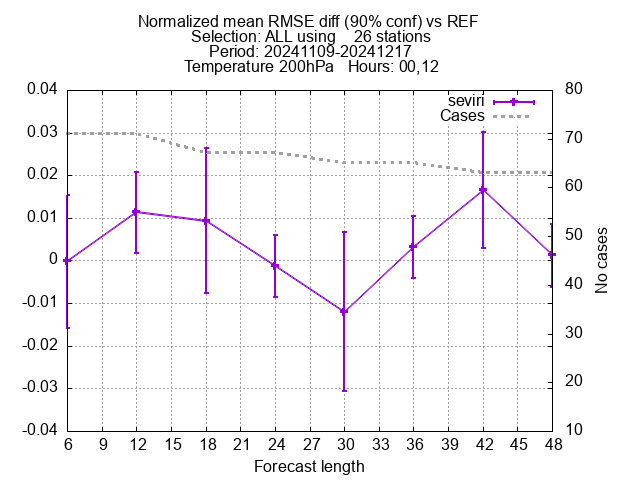 Normalized mean RMSE diff (90% conf) vs REF
Selection: ALL using    26 stations
Period: 20241109-20241217
Temperature 200hPa   Hours: 00,12
seviri
Cases
0.04
0.03
0.02
0.01
0
-0.01
-0.02
-0.03
-0.04
80
70
60
50
40
30
20
10
No cases
6 9 12 15 18 21 24 27 30 33 36 39 42 45 48
Forecast length